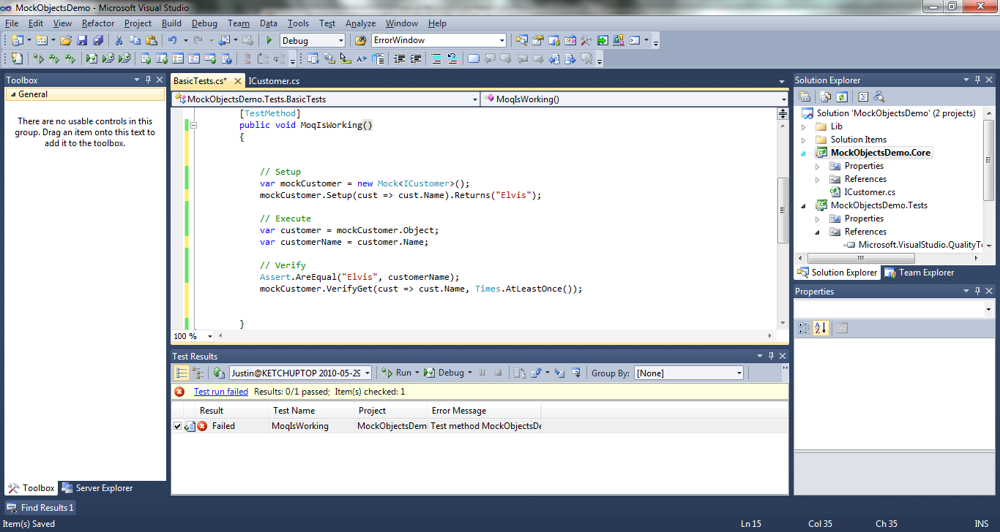 MockObjectsDemo - Microsoft Visual Studio
File Edit View Refactor Project Build Debug Team Data Tools Test Analyze Window Help
Debug ErrorWindow
Toolbox
General
There are no usable controls in this
group. Drag an item onto this text to
add it to the toolbox.
Toolbox Server Explorer
BasicTests.cs* ICustomer.cs
MockObjectsDemo.Tests.BasicTests MoqIsWorking()
[TestMethod]
public void MoqIsWorking()
{
// Setup
var mockCustomer = new Mock<ICustomer>();
mockCustomer.Setup(cust => cust.Name).Returns("Elvis");
// Execute
var customer = mockCustomer.Object;
var customerName = customer.Name;
// Verify
Assert.AreEqual("Elvis", customerName);
mockCustomer.VerifyGet(cust => cust.Name, Times.AtLeastOnce());
}
100 %
Test Results
Justin@KETCHUPTOP 2010-05-29 Run Debug Group By: [None]
Test run failed Results: 0/1 passed; Item(s) checked: 1
Result Test Name Project Error Message
Failed MoqIsWorking MockObjectsDem Test method MockObjectsDe
Solution Explorer
Solution 'MockObjectsDemo' (2 projects)
Lib
Solution Items
MockObjectsDemo.Core
Properties
References
ICustomer.cs
MockObjectsDemo.Tests
Properties
References
Microsoft.VisualStudio.QualityTo
Solution Explorer Team Explorer
Properties
Find Results 1
Item(s) Saved Ln 15 Col 35 Ch 35 INS